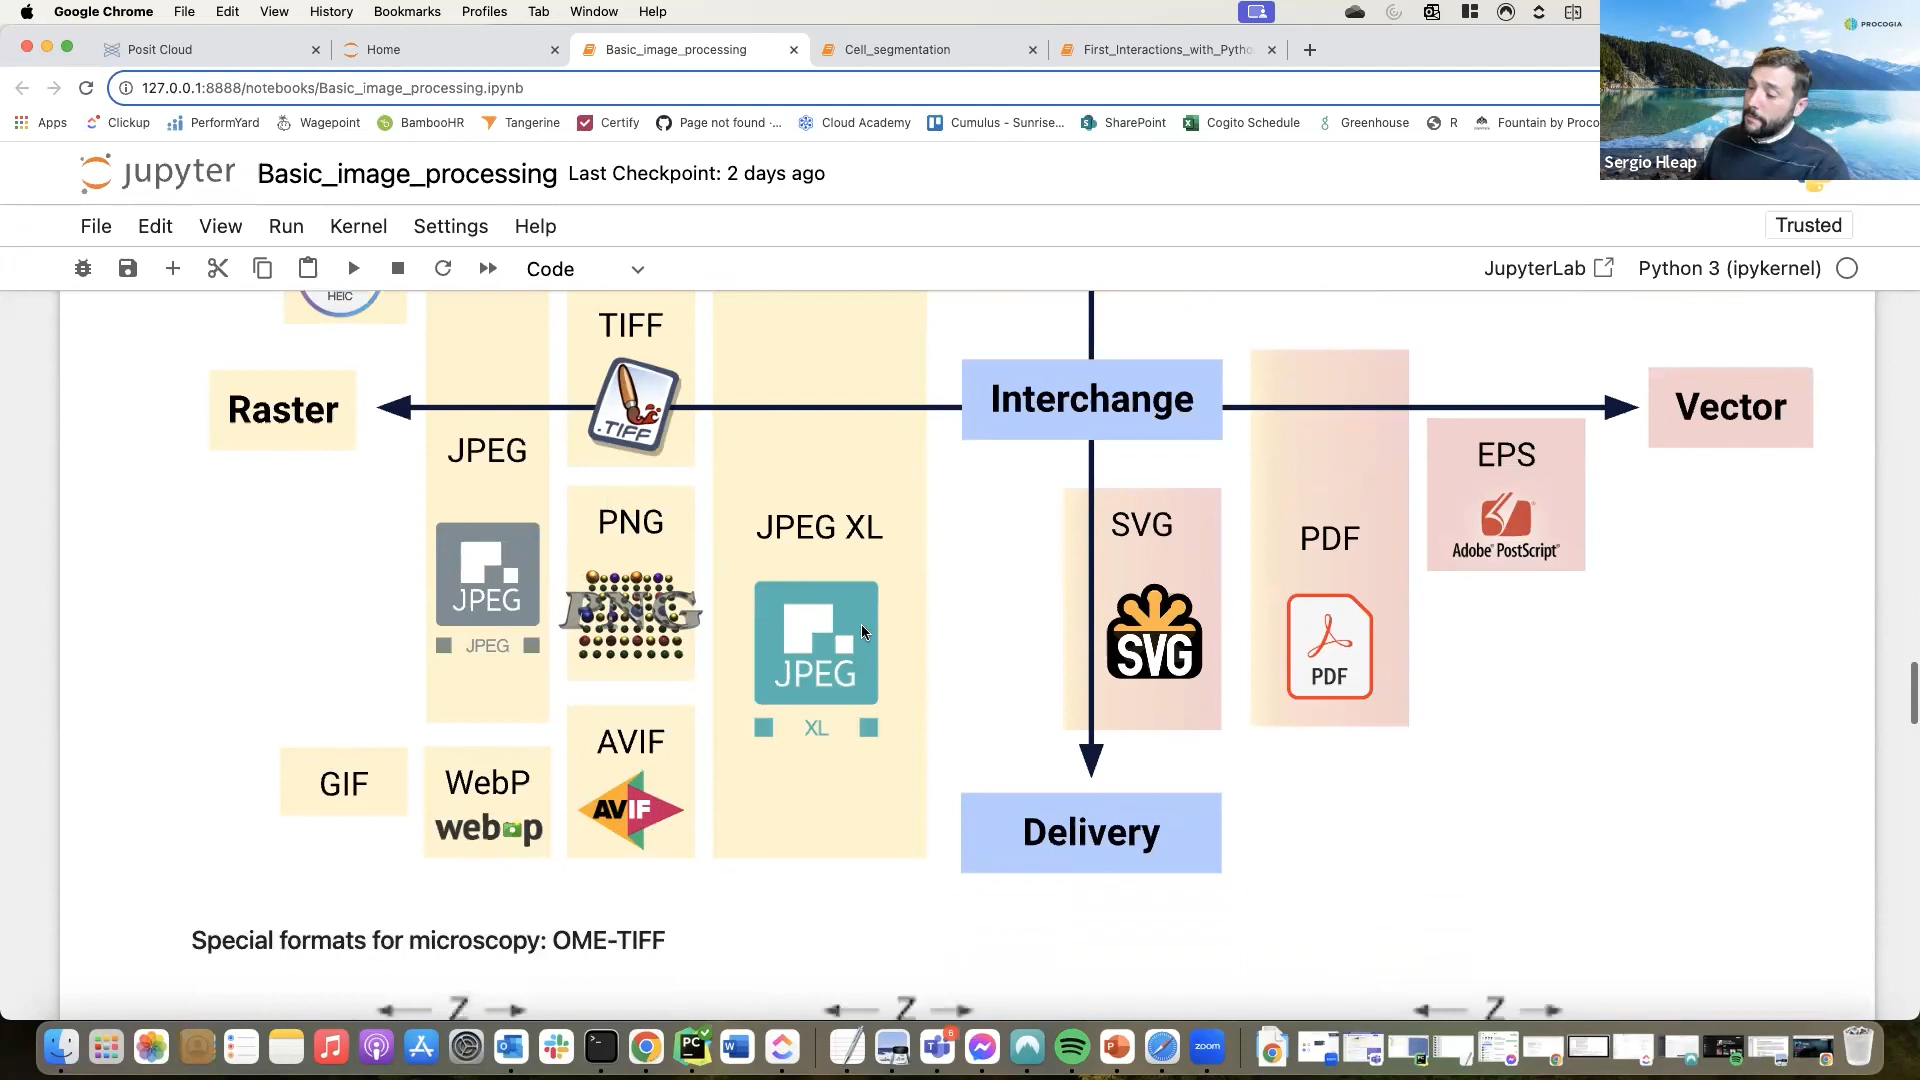 Google Chrome File Edit View History Bookmarks Profiles Tab Window Help
PROCOGIA
Posit Cloud
Home
Basic_image_processing
Cell_segmentation
First_Interactions_with_Pytho
127.0.0.1:8888/notebooks/Basic_image_processing.ipynb
Apps Clickup PerformYard Wagepoint BambooHR Tangerine Certify Page not found ·... Cloud Academy Cumulus - Sunrise... SharePoint Cogito Schedule Greenhouse R Fountain by Proco
Sergio Hleap
jupyter Basic_image_processing Last Checkpoint: 2 days ago
File Edit View Run Kernel Settings Help
Trusted
Code
JupyterLab
Python 3 (ipykernel)
HEIC
TIFF
.TIFF
Raster
Interchange
Vector
JPEG
JPEG
JPEG
PNG
PNG
JPEG XL
JPEG
XL
SVG
SVG
PDF
PDF
EPS
Adobe® PostScript®
GIF
WebP
webp
AVIF
AVIF
Delivery
Special formats for microscopy: OME-TIFF
Z
Z
Z
6
PC
zoom